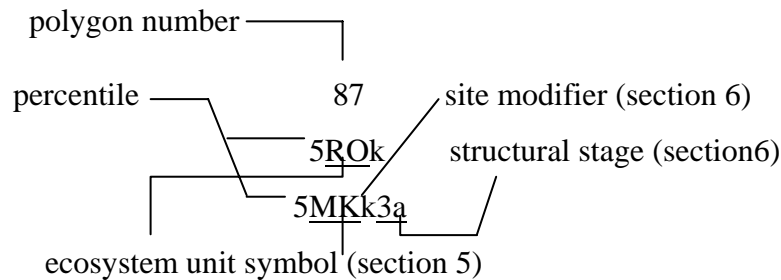 polygon number
87
percentile
site modifier (section 6)
5ROk
structural stage (section6)
5MKk3a
ecosystem unit symbol (section 5)